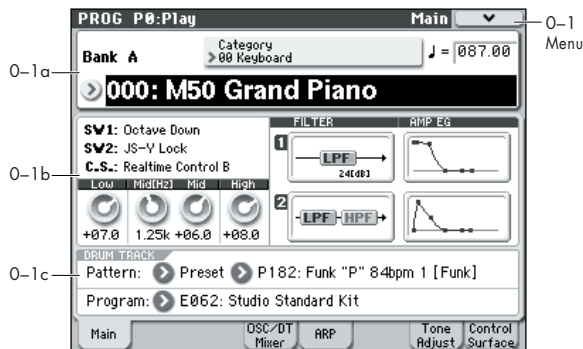 PROG P0:Play Main
0–1
Menu
0–1a
Bank A
Category
00 Keyboard
♩ = 087.00
000: M50 Grand Piano
0–1b
SW1: Octave Down
SW2: JS-Y Lock
C.S.: Realtime Control B
Low Mid[Hz] Mid High
+07.0 1.25k +06.0 +08.0
FILTER AMP EG
1
LPF
24[dB]
2
LPF HPF
0–1c
DRUM TRACK
Pattern: Preset P182: Funk "P" 84bpm 1 [Funk]
Program: E062: Studio Standard Kit
Main
OSC/DT
Mixer
ARP
Tone
Adjust
Control
Surface